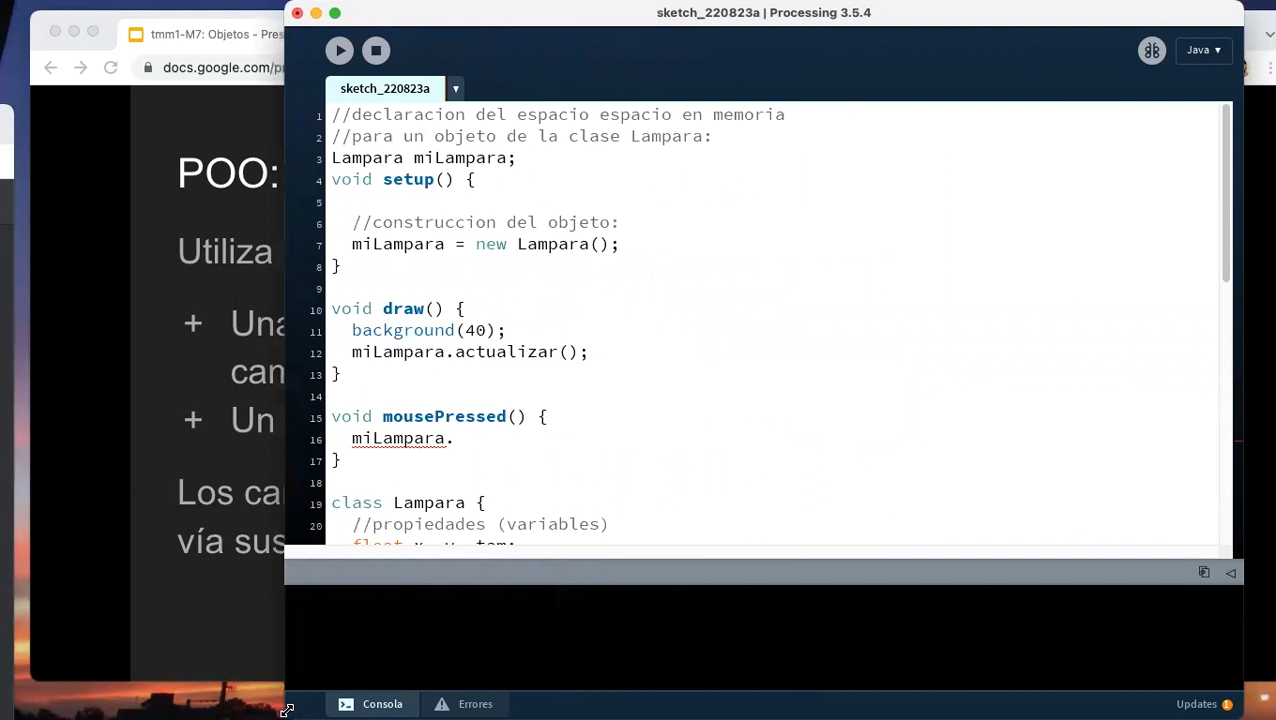 sketch_220823a | Processing 3.5.4
tmm1-M7: Objetos - Pres
docs.google.com/pr
Java ▾
sketch_220823a ▾
POO:
Utiliza
+ Una
+ Un
vía sus
1 //declaracion del espacio espacio en memoria
2 //para un objeto de la clase Lampara:
3 Lampara miLampara;
4 void setup() {
5
6 //construccion del objeto:
7 miLampara = new Lampara();
8 }
9
10 void draw() {
11 background(40);
12 miLampara.actualizar();
13 }
14
15 void mousePressed() {
16 miLampara.
17 }
18
19 class Lampara {
20 //propiedades (variables)
Consola
Errores
Updates 1